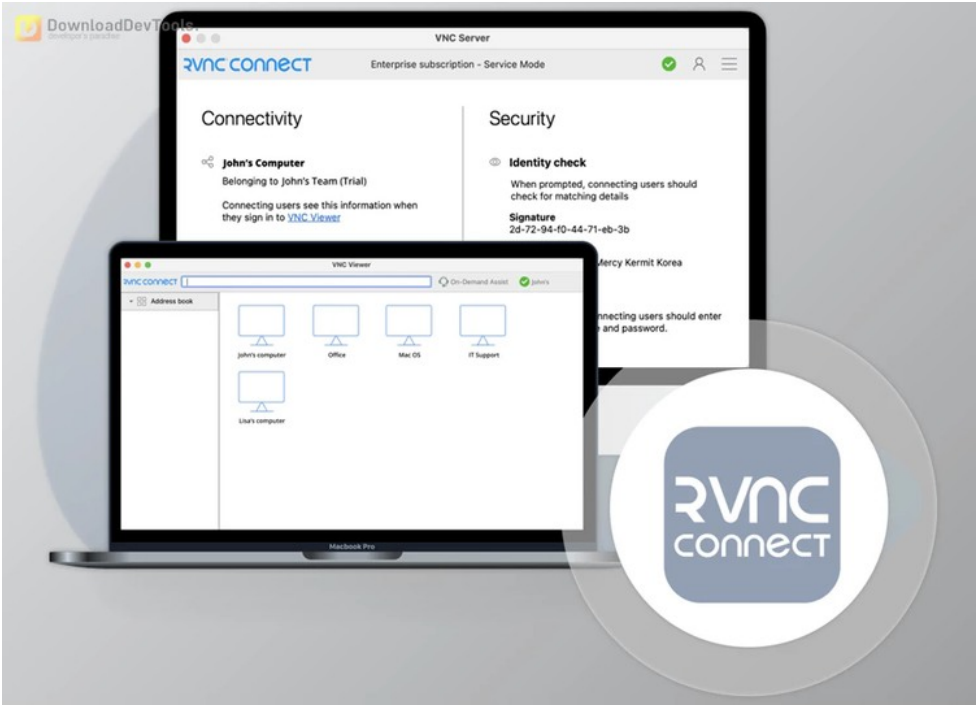 DownloadDevTools.
developer's paradise
VNC Server
RVNC CONNECT
Enterprise subscription - Service Mode
Connectivity
John's Computer
Belonging to John's Team (Trial)
Connecting users see this information when
they sign in to VNC Viewer
Security
Identity check
When prompted, connecting users should
check for matching details
Signature
2d-72-94-f0-44-71-eb-3b
Mercy Kermit Korea
users should enter
and password.
VNC Viewer
RVNC CONNECT
On-Demand Assist
John's
Address book
John's computer
Office
Mac OS
IT Support
Lisa's computer
Macbook Pro
RVNC
CONNECT